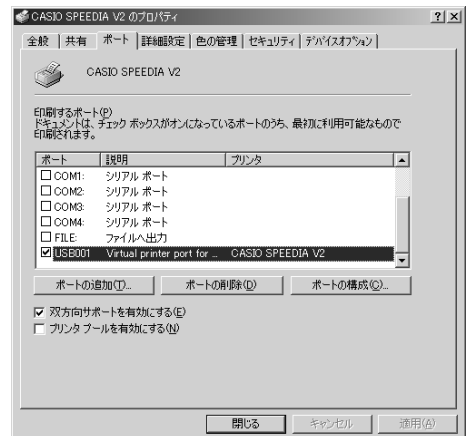 CASIO SPEEDIA V2 のプロパティ
全般 共有 ポート 詳細設定 色の管理 セキュリティ デバイスオプション
CASIO SPEEDIA V2
印刷するポート(P)
ドキュメントは、チェック ボックスがオンになっているポートのうち、最初に利用可能なもので
印刷されます。
ポート 説明 プリンタ
COM1: シリアル ポート
COM2: シリアル ポート
COM3: シリアル ポート
COM4: シリアル ポート
FILE: ファイルへ出力
USB001 Virtual printer port for ... CASIO SPEEDIA V2
ポートの追加(T)... ポートの削除(D) ポートの構成(C)...
双方向サポートを有効にする(E)
プリンタ プールを有効にする(N)
閉じる キャンセル 適用(A)